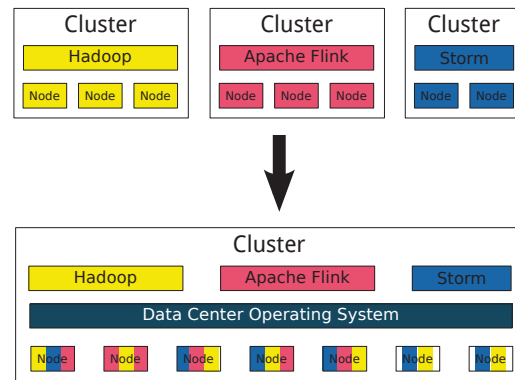 Cluster Cluster Cluster
Hadoop Apache Flink Storm
Node Node Node Node Node Node Node Node
Cluster
Hadoop Apache Flink Storm
Data Center Operating System
Node Node Node Node Node Node Node